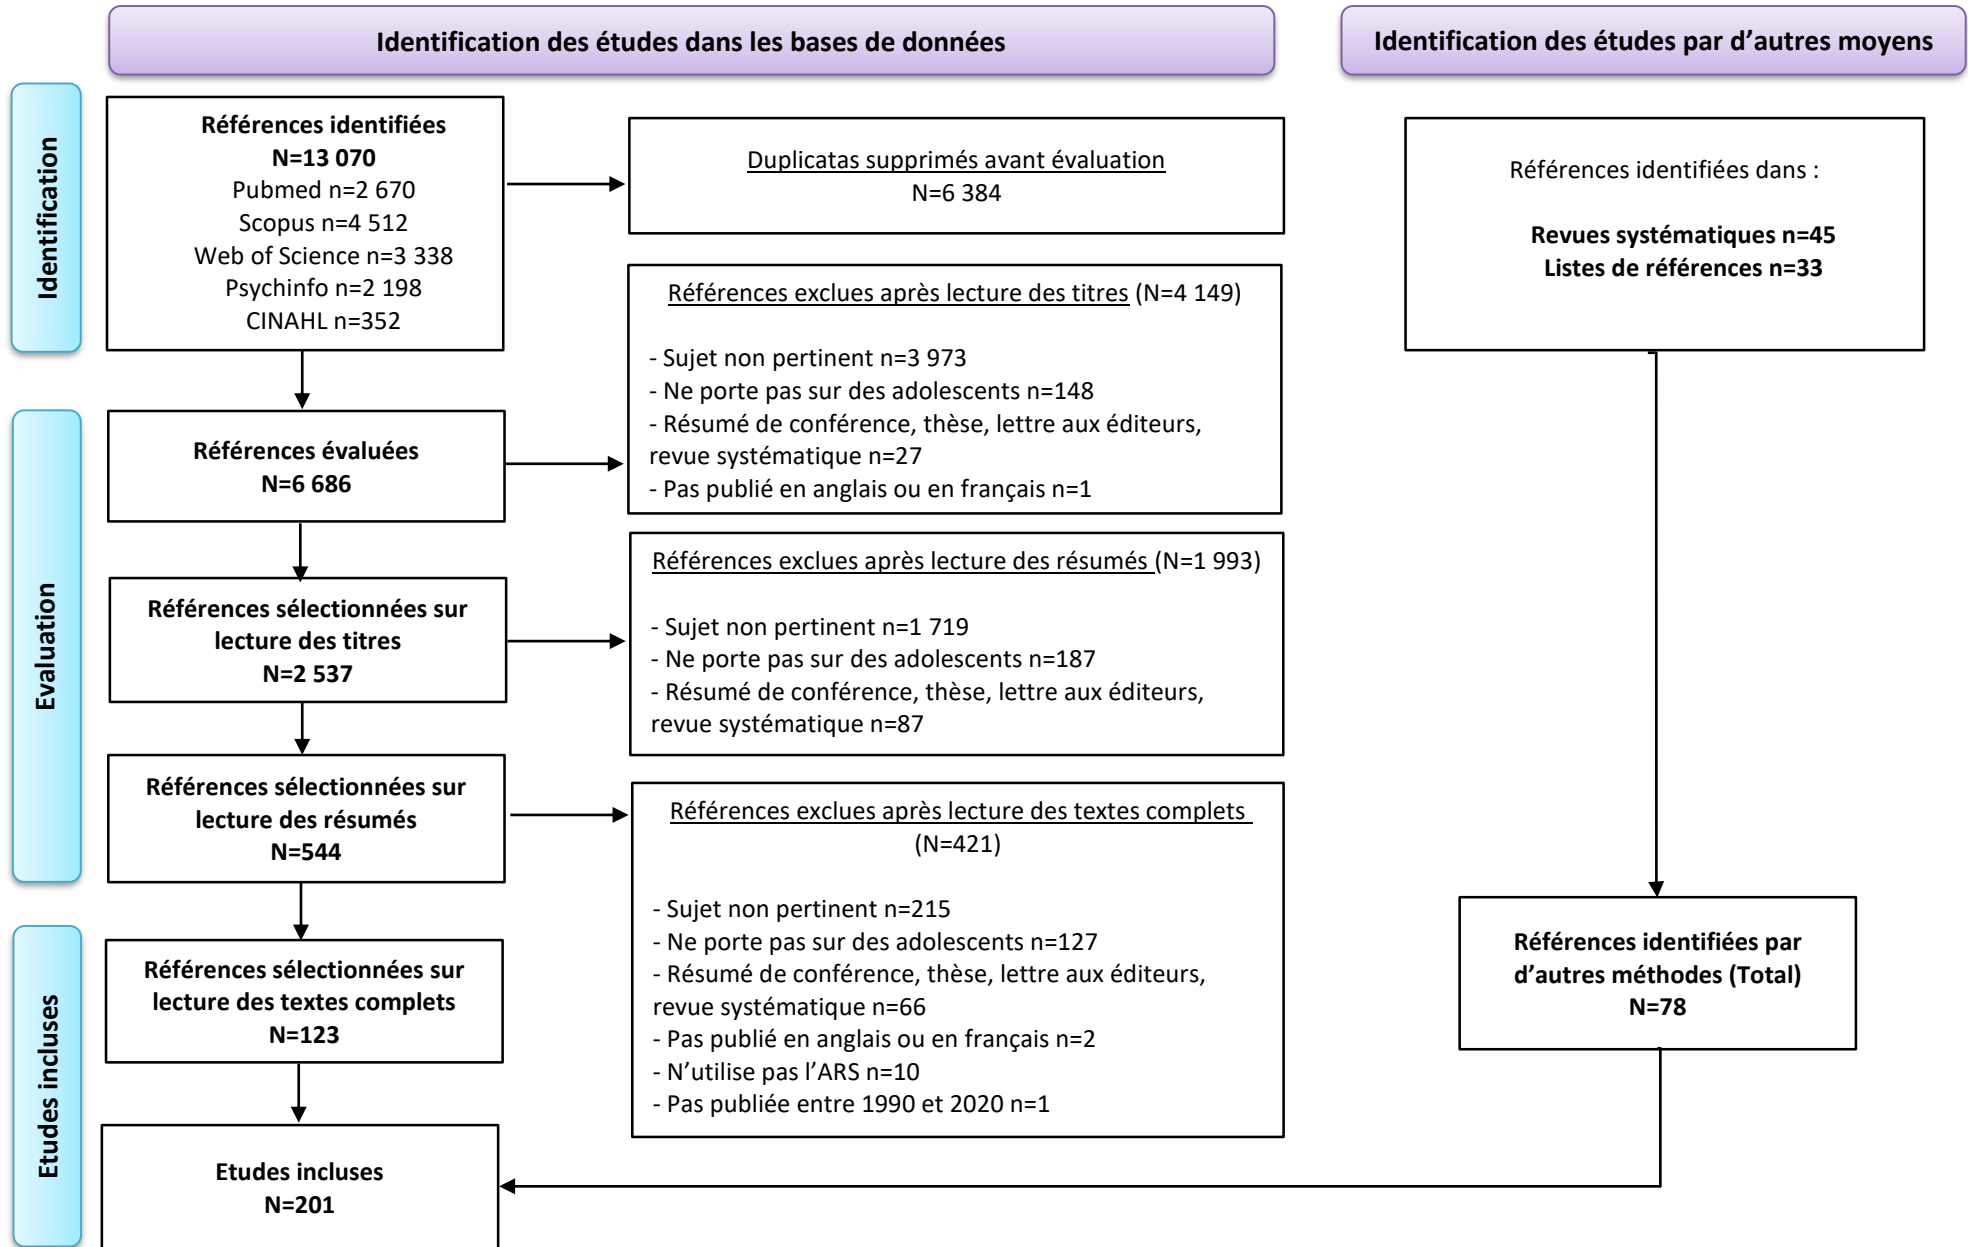 Identification des études dans les bases de données
Identification des études par d'autres moyens
Identification
Références identifiées
N=13 070
Pubmed n=2 670
Scopus n=4 512
Web of Science n=3 338
Psychinfo n=2 198
CINAHL n=352
Duplicatas supprimés avant évaluation
N=6 384
Références identifiées dans :
Revues systématiques n=45
Listes de références n=33
Références exclues après lecture des titres (N=4 149)
- Sujet non pertinent n=3 973
- Ne porte pas sur des adolescents n=148
- Résumé de conférence, thèse, lettre aux éditeurs,
revue systématique n=27
- Pas publié en anglais ou en français n=1
Evaluation
Références évaluées
N=6 686
Références sélectionnées sur
lecture des titres
N=2 537
Références exclues après lecture des résumés (N=1 993)
- Sujet non pertinent n=1 719
- Ne porte pas sur des adolescents n=187
- Résumé de conférence, thèse, lettre aux éditeurs,
revue systématique n=87
Références sélectionnées sur
lecture des résumés
N=544
Références exclues après lecture des textes complets
(N=421)
- Sujet non pertinent n=215
- Ne porte pas sur des adolescents n=127
- Résumé de conférence, thèse, lettre aux éditeurs,
revue systématique n=66
- Pas publié en anglais ou en français n=2
- N'utilise pas l'ARS n=10
- Pas publiée entre 1990 et 2020 n=1
Etudes incluses
Références sélectionnées sur
lecture des textes complets
N=123
Références identifiées par
d'autres méthodes (Total)
N=78
Etudes incluses
N=201